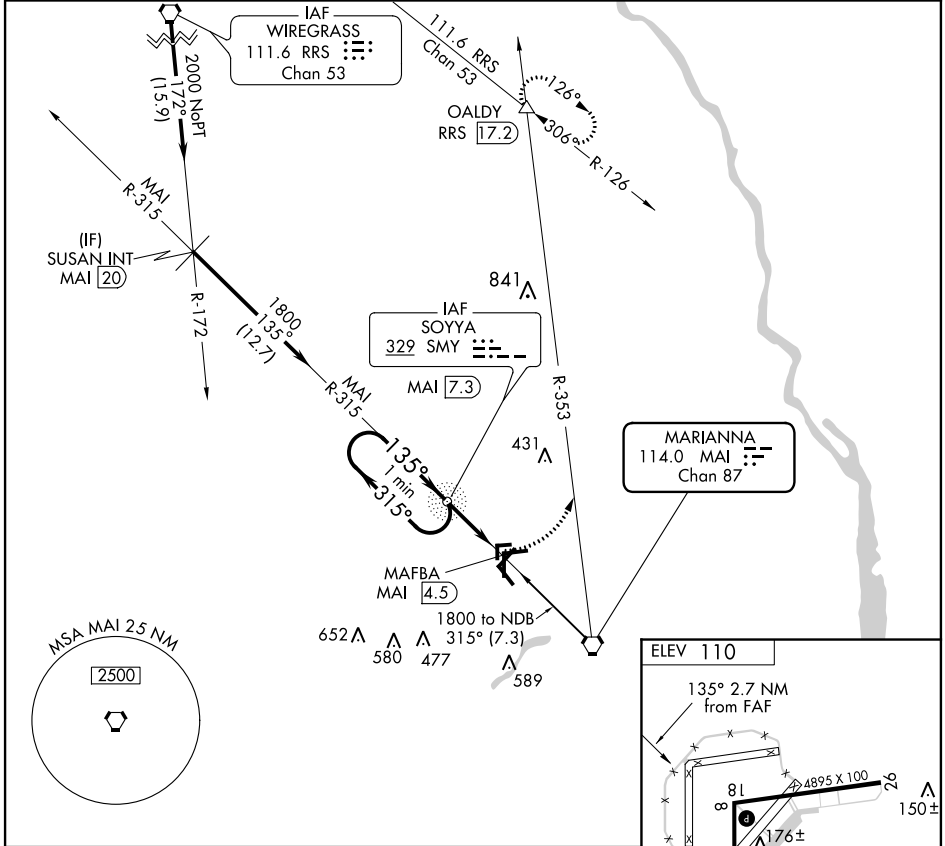 IAF
WIREGRASS
111.6 RRS
Chan 53
2000 NoPT
172°
(15.9)
111.6 RRS
Chan 53
OALDY
RRS 17.2
126°
306°
R-126
MAI
R-315
(IF)
SUSAN INT
MAI 20
R-172
1800
135°
(12.7)
841
IAF
SOYYA
329 SMY
MAI 7.3
MAI
R-315
R-353
135°
1 min
315°
431
MARIANNA
114.0 MAI
Chan 87
MAFBA
MAI 4.5
1800 to NDB
315° (7.3)
652
580
477
589
MSA MAI 25 NM
2500
ELEV 110
135° 2.7 NM
from FAF
4895 X 100
26
18
8
P
150±
176±